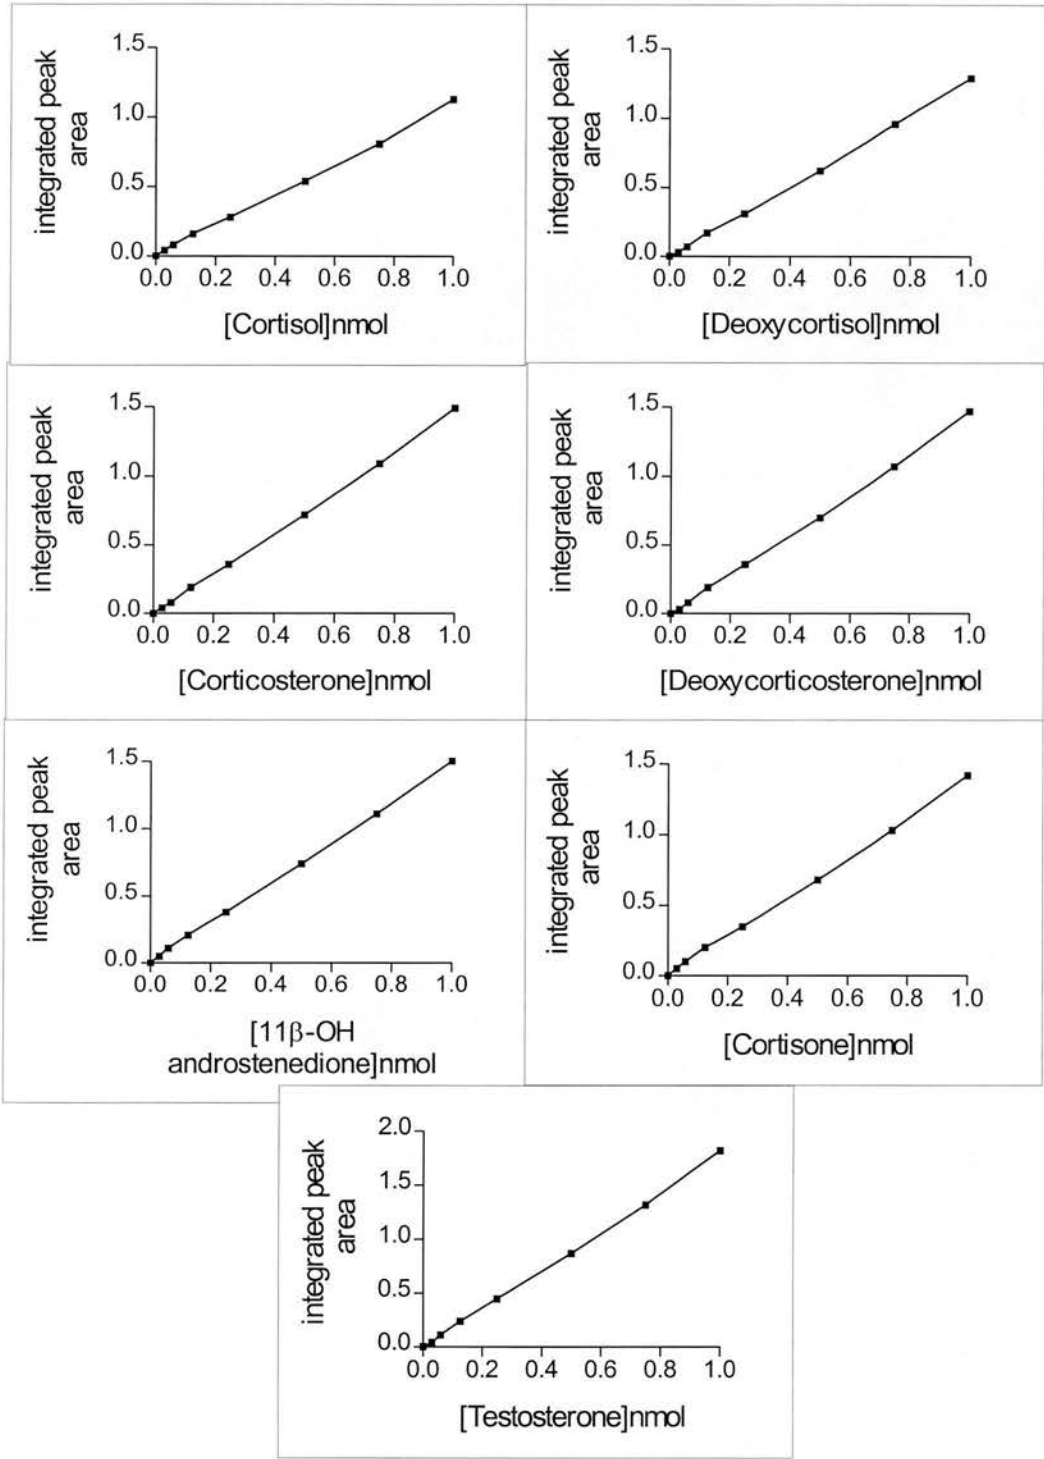 integrated peak
area
1.5
1.0
0.5
0.0
0.0 0.2 0.4 0.6 0.8 1.0
[Cortisol]nmol
integrated peak
area
1.5
1.0
0.5
0.0
0.0 0.2 0.4 0.6 0.8 1.0
[Deoxycortisol]nmol
integrated peak
area
1.5
1.0
0.5
0.0
0.0 0.2 0.4 0.6 0.8 1.0
[Corticosterone]nmol
integrated peak
area
1.5
1.0
0.5
0.0
0.0 0.2 0.4 0.6 0.8 1.0
[Deoxycorticosterone]nmol
integrated peak
area
1.5
1.0
0.5
0.0
0.0 0.2 0.4 0.6 0.8 1.0
[11β-OH
androstenedione]nmol
integrated peak
area
1.5
1.0
0.5
0.0
0.0 0.2 0.4 0.6 0.8 1.0
[Cortisone]nmol
integrated peak
area
2.0
1.5
1.0
0.5
0.0
0.0 0.2 0.4 0.6 0.8 1.0
[Testosterone]nmol